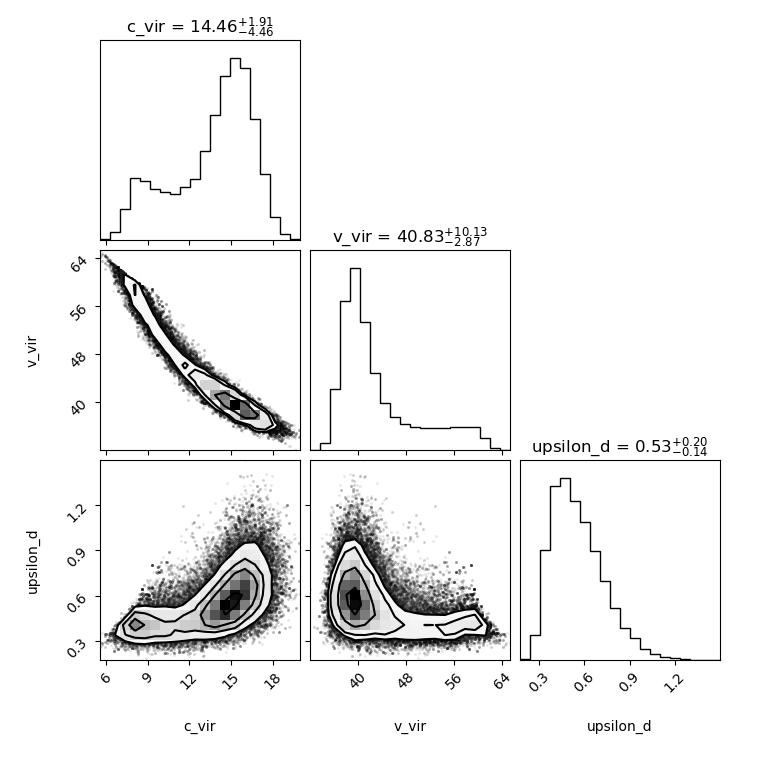 c_vir = 14.46+1.91−4.46
v_vir = 40.83+10.13−2.87
64
56
48
40
v_vir
upsilon_d = 0.53+0.20−0.14
1.2
0.9
0.6
0.3
upsilon_d
6 9 12 15 18
40 48 56 64
0.3 0.6 0.9 1.2
c_vir v_vir upsilon_d